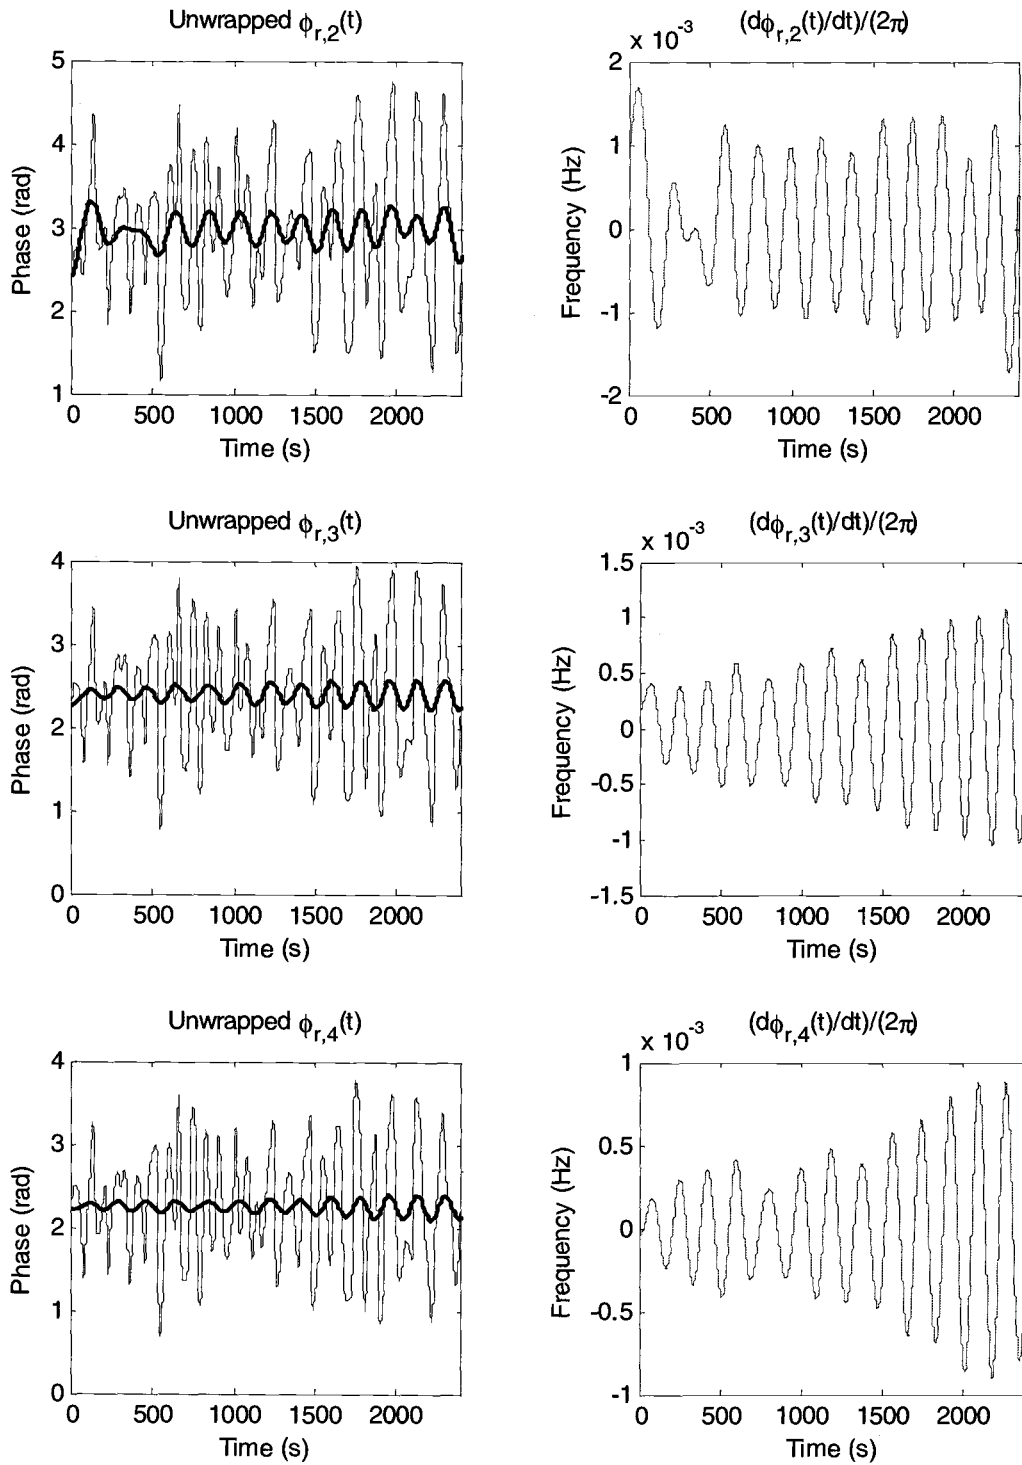 Unwrapped ϕr,2(t)
5
4
3
2
1
Phase (rad)
0 500 1000 1500 2000
Time (s)
(dϕr,2(t)/dt)/(2π)
x 10-3
2
1
0
-1
-2
Frequency (Hz)
0 500 1000 1500 2000
Time (s)
Unwrapped ϕr,3(t)
4
3
2
1
0
Phase (rad)
0 500 1000 1500 2000
Time (s)
(dϕr,3(t)/dt)/(2π)
x 10-3
1.5
1
0.5
0
-0.5
-1
-1.5
Frequency (Hz)
0 500 1000 1500 2000
Time (s)
Unwrapped ϕr,4(t)
4
3
2
1
0
Phase (rad)
0 500 1000 1500 2000
Time (s)
(dϕr,4(t)/dt)/(2π)
x 10-3
1
0.5
0
-0.5
-1
Frequency (Hz)
0 500 1000 1500 2000
Time (s)